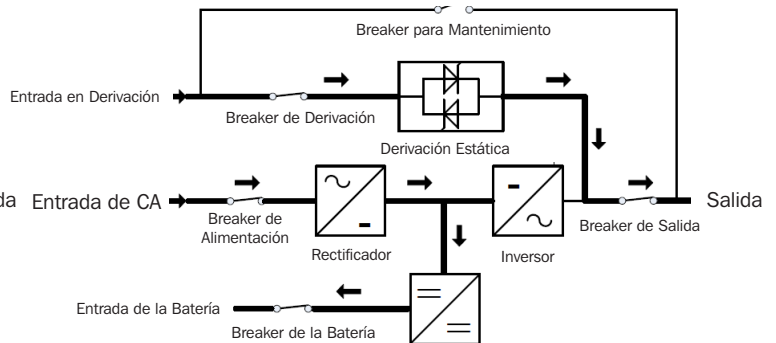 Breaker para Mantenimiento
Entrada en Derivación
Breaker de Derivación
Derivación Estática
da
Entrada de CA
Salida
Breaker de
Alimentación
Rectificador
Inversor
Breaker de Salida
Entrada de la Batería
Breaker de la Batería